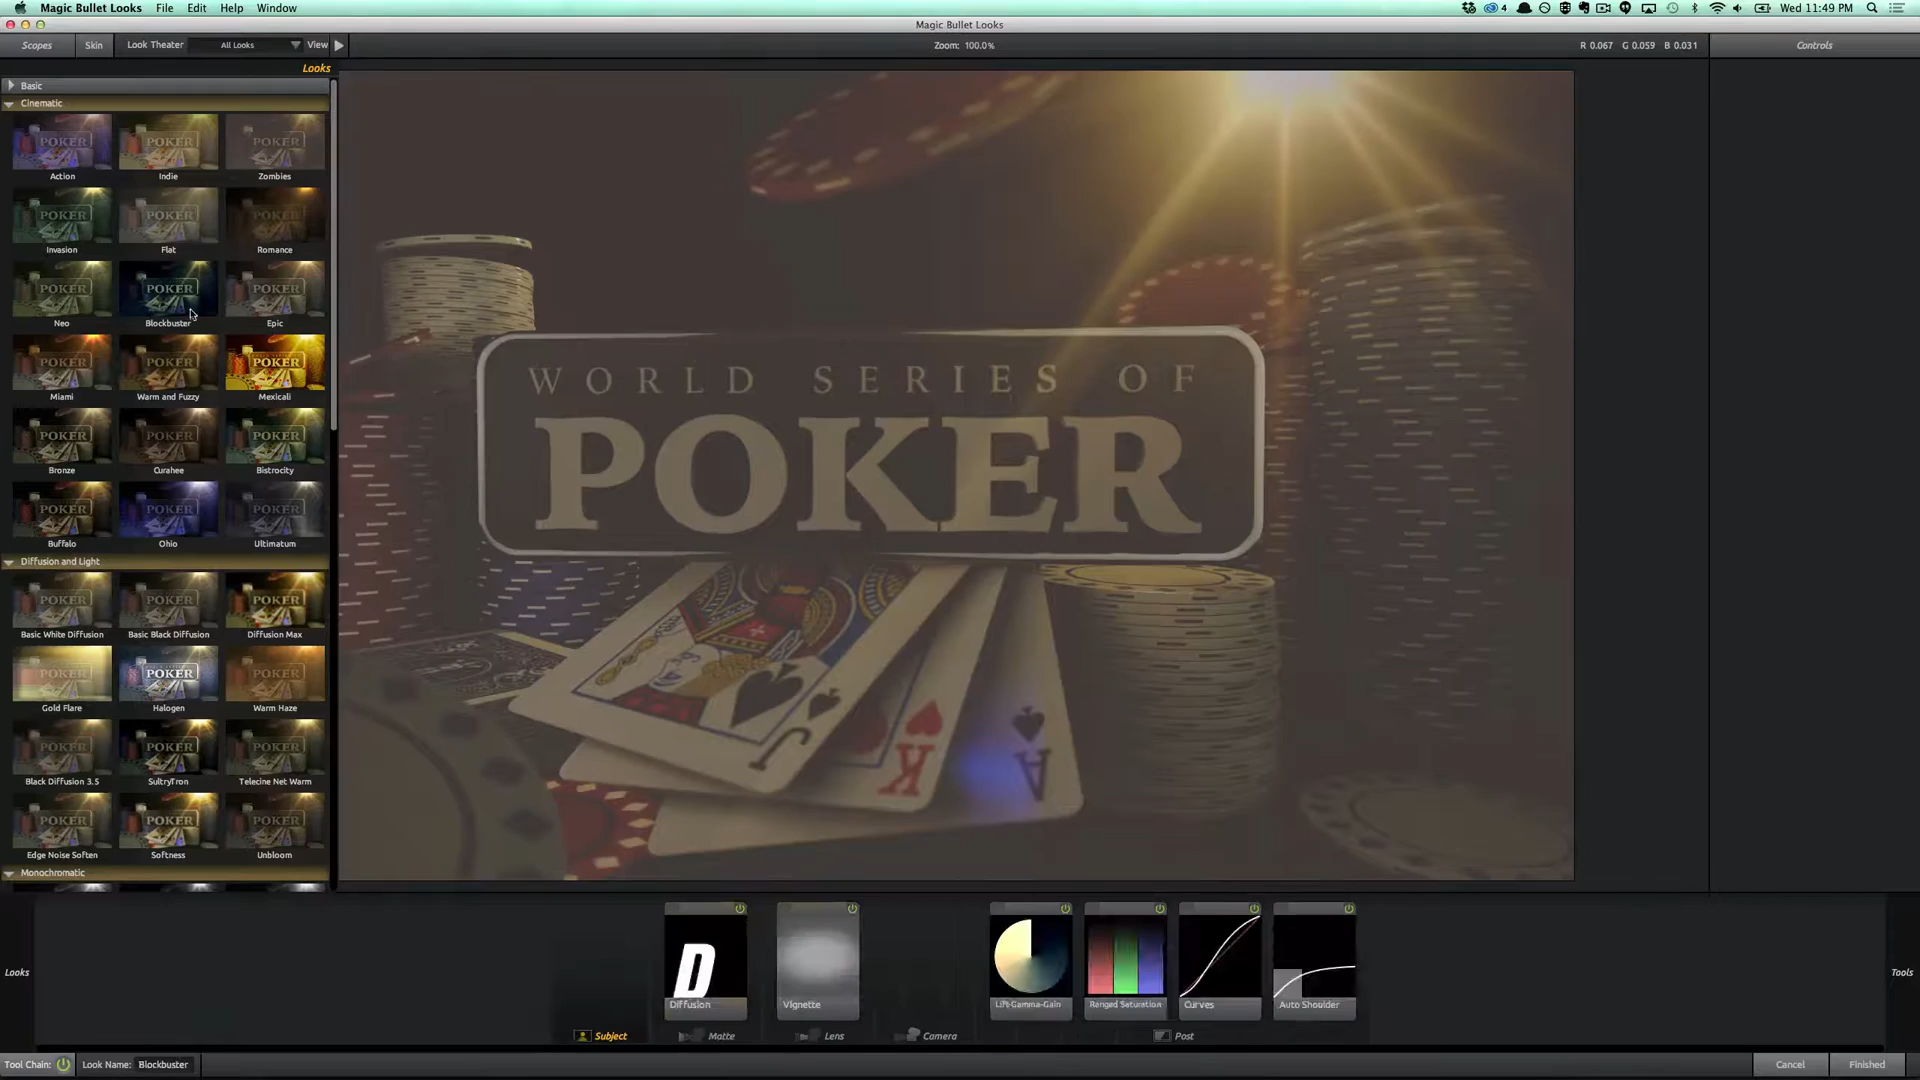 Magic Bullet Looks File Edit Help Window
4 Wed 11:49 PM
Magic Bullet Looks
Scopes Skin Look Theater All Looks View
Zoom: 100.0%
R 0.067 G 0.059 B 0.031
Controls
Looks
Basic
Cinematic
Action Indie Zombies
Invasion Flat Romance
Neo Blockbuster Epic
Miami Warm and Fuzzy Mexicali
Bronze Curahee Bistrocity
Buffalo Ohio Ultimatum
Diffusion and Light
Basic White Diffusion Basic Black Diffusion Diffusion Max
Gold Flare Halogen Warm Haze
Black Diffusion 3.5 SultryTron Telecine Net Warm
Edge Noise Soften Softness Unbloom
Monochromatic
WORLD SERIES OF
POKER
J
K
A
D
Diffusion Vignette Lift-Gamma-Gain Ranged Saturation Curves Auto Shoulder
Looks
Tools
Subject Matte Lens Camera Post
Tool Chain: Look Name: Blockbuster
Cancel Finished